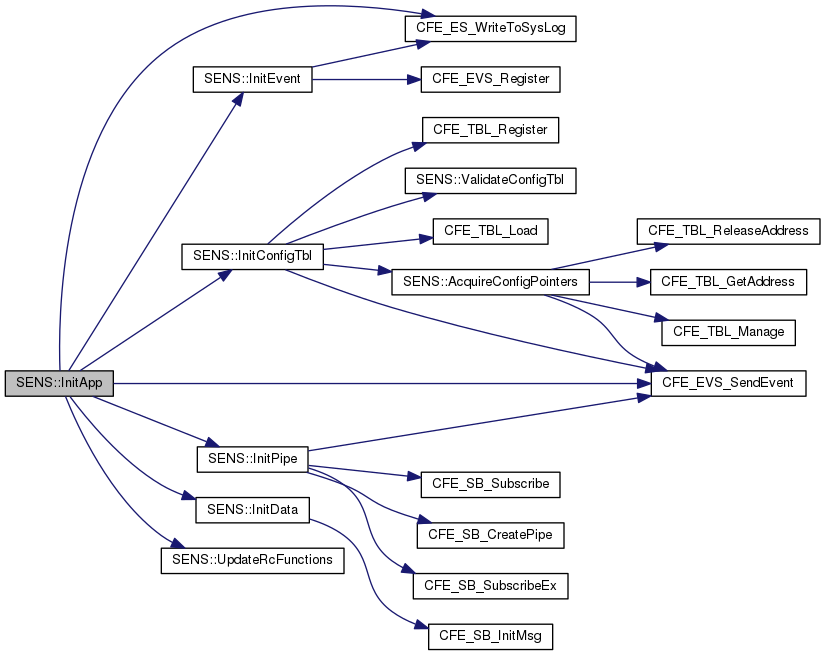 CFE_ES_WriteToSysLog
SENS::InitEvent
CFE_EVS_Register
CFE_TBL_Register
SENS::ValidateConfigTbl
CFE_TBL_Load
CFE_TBL_ReleaseAddress
SENS::InitConfigTbl
SENS::AcquireConfigPointers
CFE_TBL_GetAddress
CFE_TBL_Manage
SENS::InitApp
CFE_EVS_SendEvent
SENS::InitPipe
CFE_SB_Subscribe
SENS::InitData
CFE_SB_CreatePipe
SENS::UpdateRcFunctions
CFE_SB_SubscribeEx
CFE_SB_InitMsg